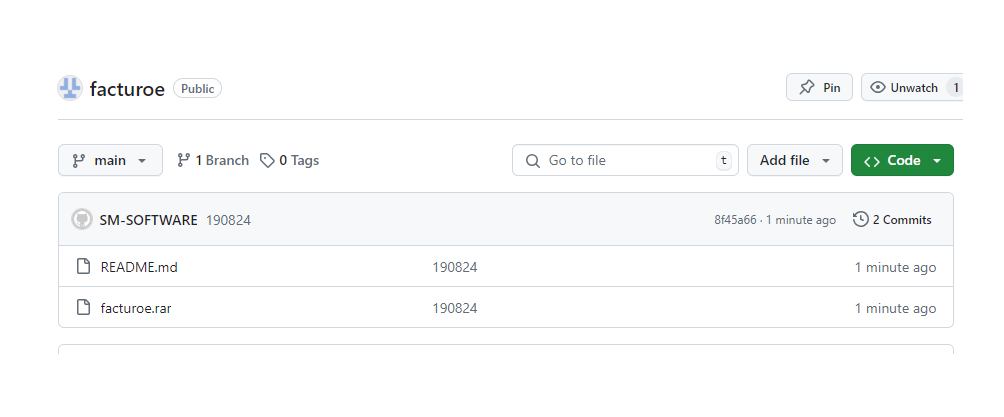 facturoe Public Pin Unwatch 1
main 1 Branch 0 Tags Go to file t Add file Code
SM-SOFTWARE 190824 8f45a66 · 1 minute ago 2 Commits
README.md 190824 1 minute ago
facturoe.rar 190824 1 minute ago